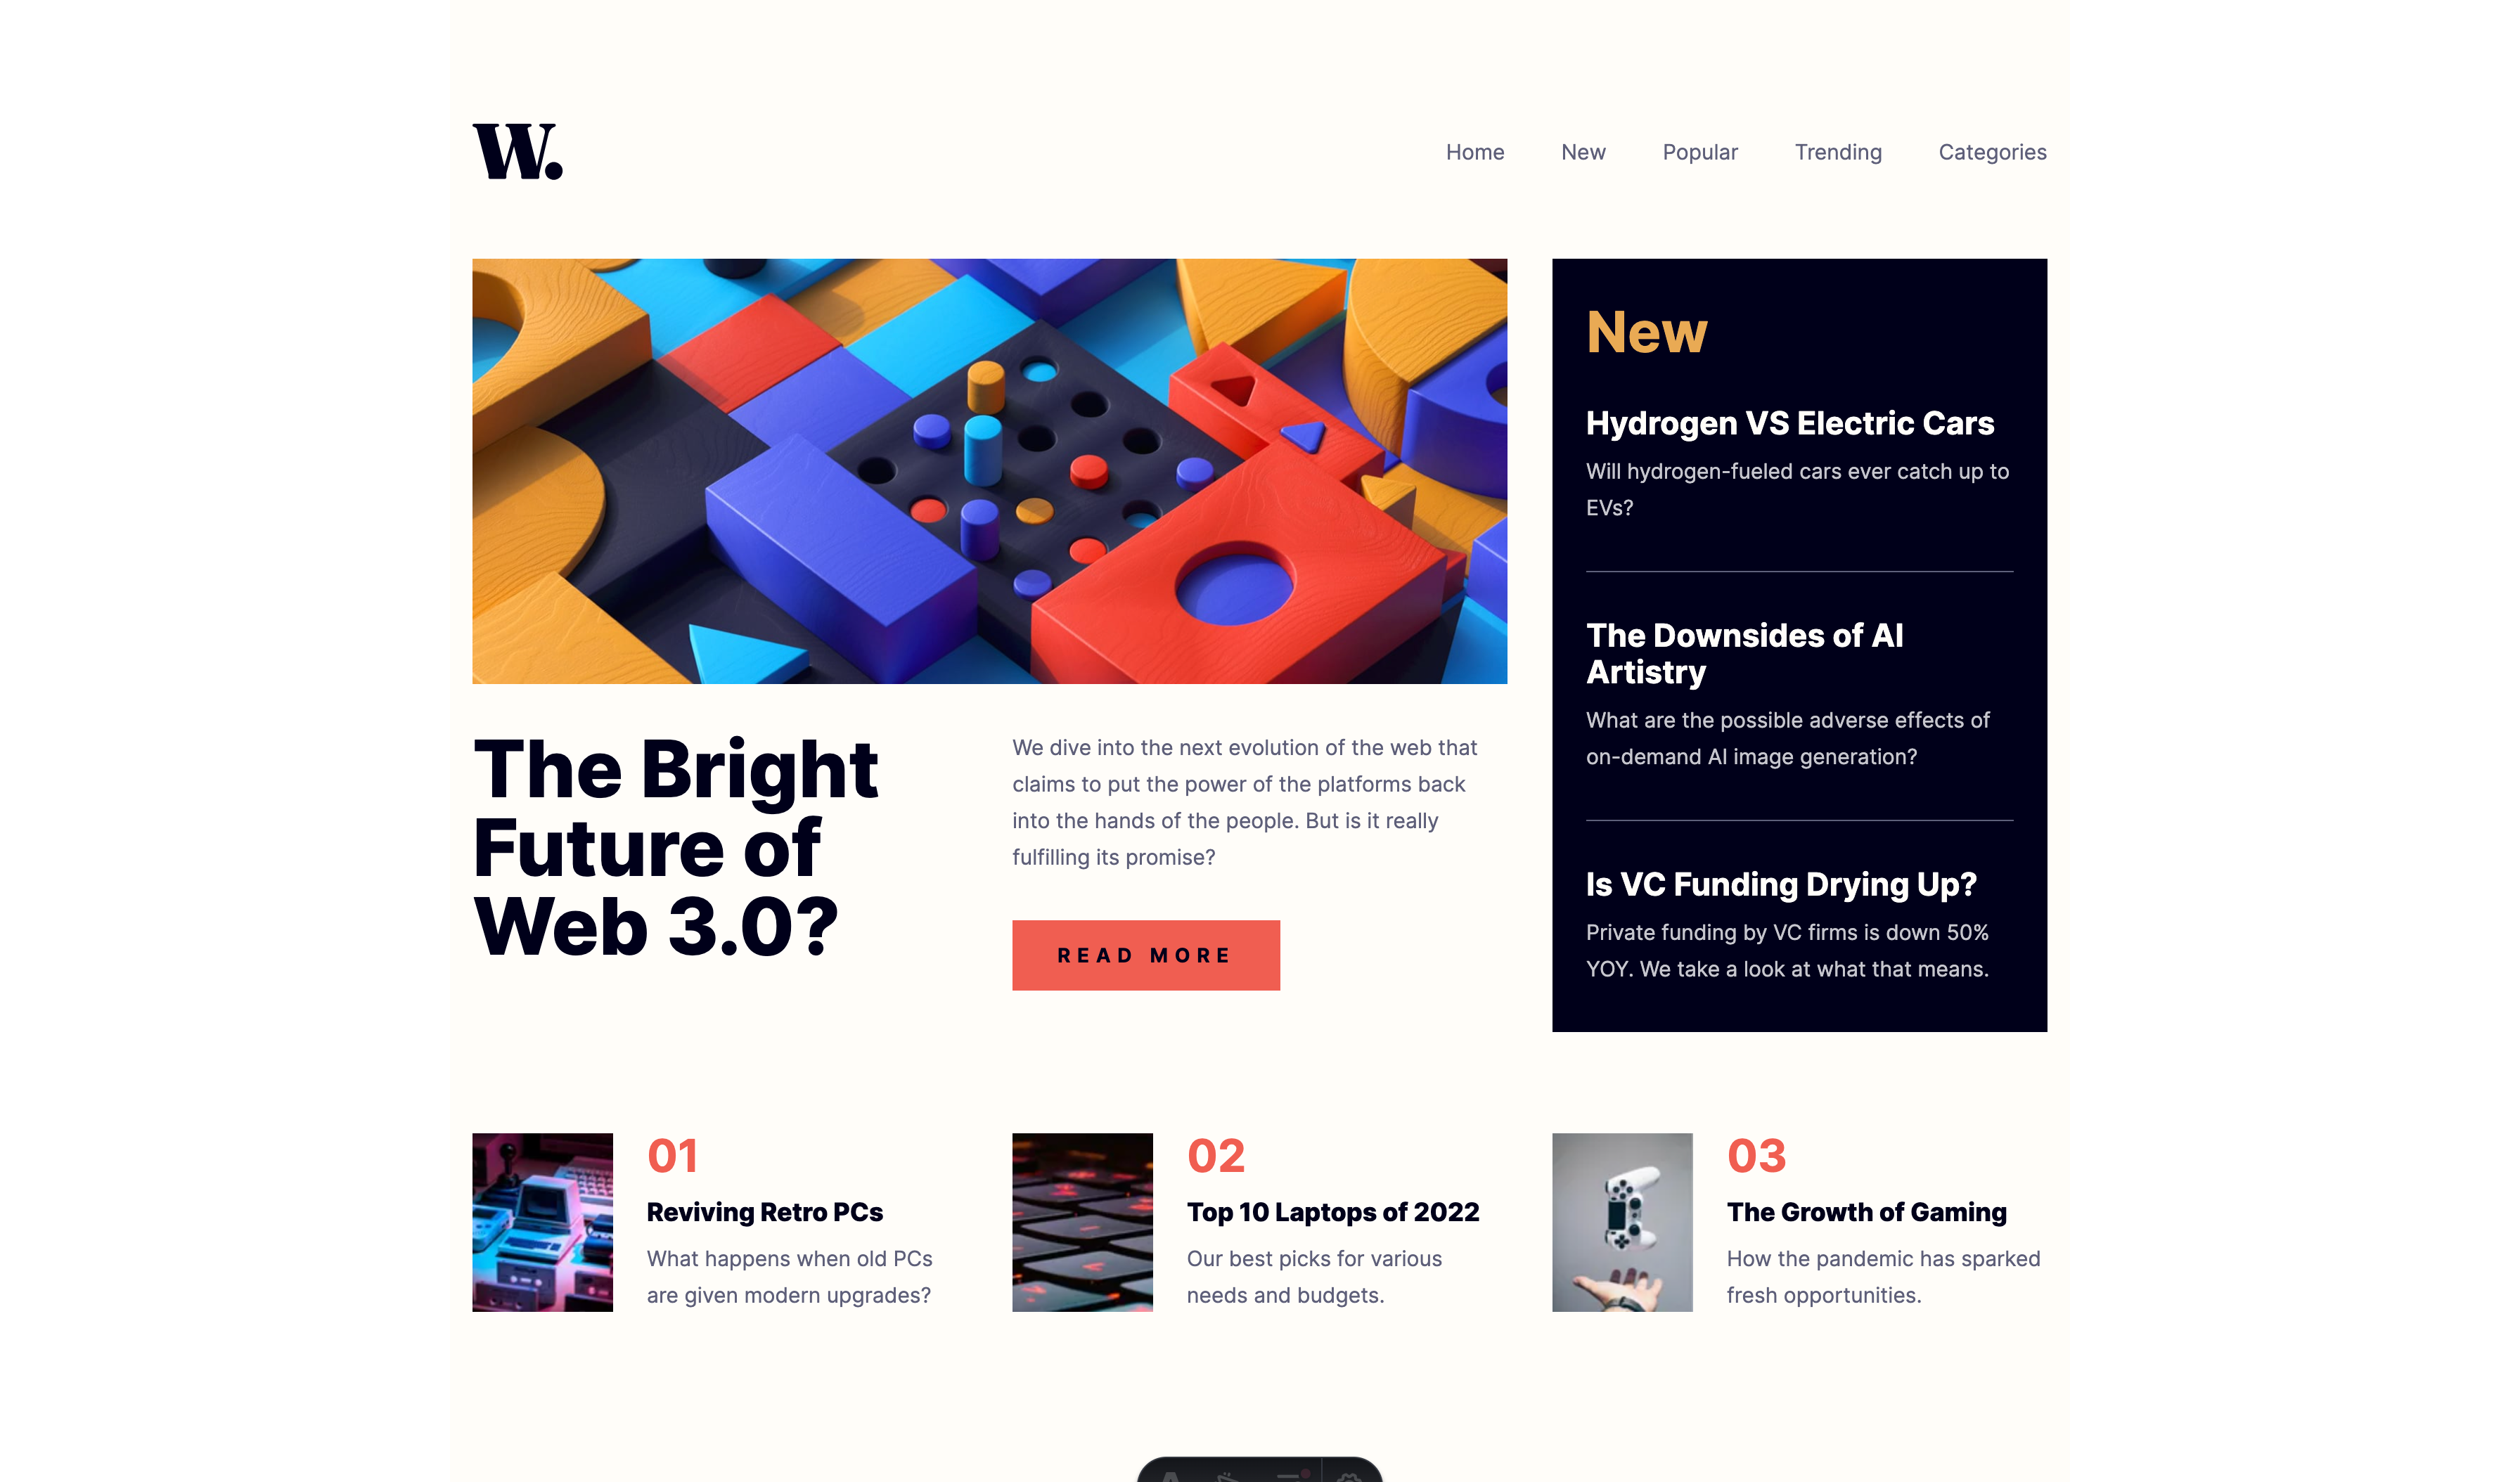 W.
Home New Popular Trending Categories
The Bright
Future of
Web 3.0?
We dive into the next evolution of the web that
claims to put the power of the platforms back
into the hands of the people. But is it really
fulfilling its promise?
READ MORE
New
Hydrogen VS Electric Cars
Will hydrogen-fueled cars ever catch up to
EVs?
The Downsides of AI
Artistry
What are the possible adverse effects of
on-demand AI image generation?
Is VC Funding Drying Up?
Private funding by VC firms is down 50%
YOY. We take a look at what that means.
01
Reviving Retro PCs
What happens when old PCs
are given modern upgrades?
02
Top 10 Laptops of 2022
Our best picks for various
needs and budgets.
03
The Growth of Gaming
How the pandemic has sparked
fresh opportunities.